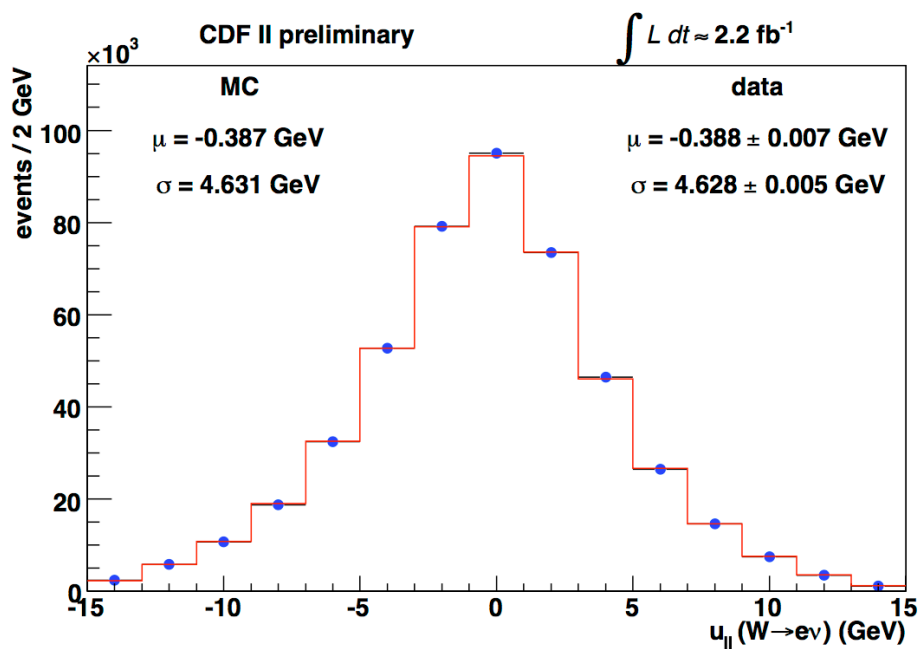 CDF II preliminary
∫ L dt ≈ 2.2 fb⁻¹
×10³
MC
data
μ = -0.387 GeV
μ = -0.388 ± 0.007 GeV
σ = 4.631 GeV
σ = 4.628 ± 0.005 GeV
events / 2 GeV
100
80
60
40
20
0
-15 -10 -5 0 5 10 15
u|| (W→eν) (GeV)